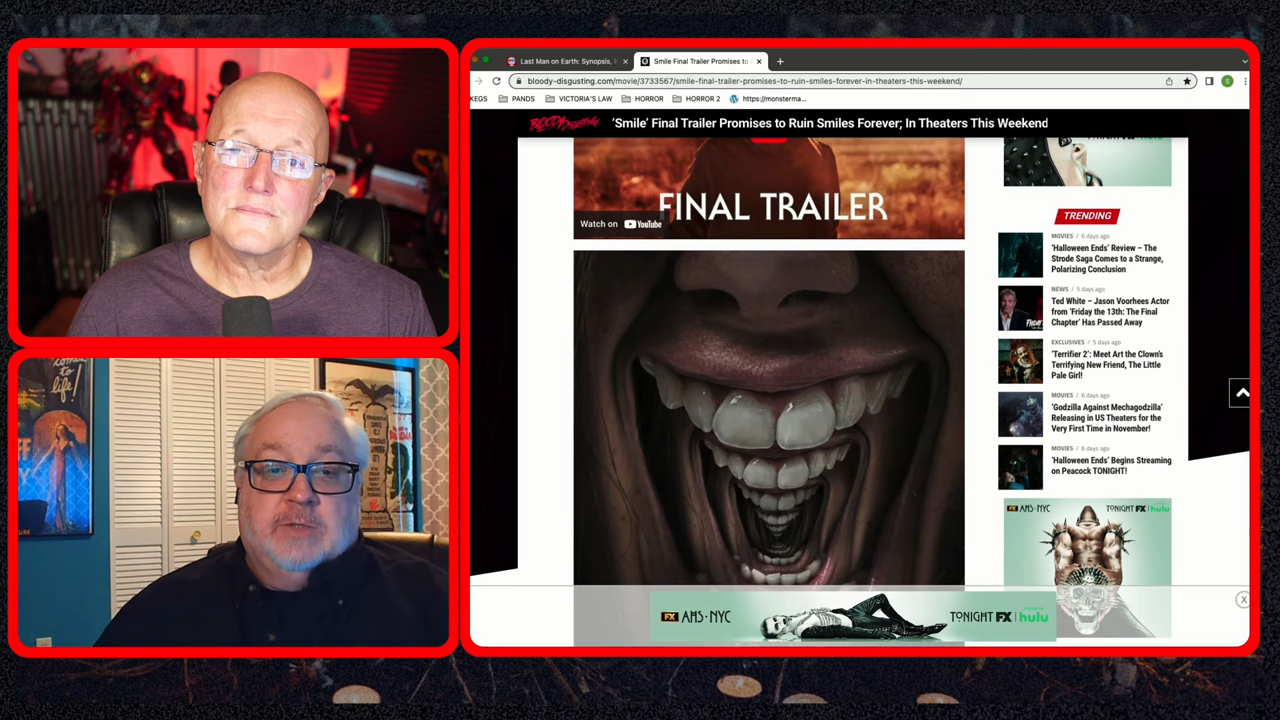 Last Man on Earth: Synopsis,
Smile Final Trailer Promises to
bloody-disgusting.com/movie/3733567/smile-final-trailer-promises-to-ruin-smiles-forever-in-theaters-this-weekend/
S
KEGS
PANDS
VICTORIA'S LAW
HORROR
HORROR 2
https://monsterma...
BLOODY DISGUSTING
'Smile' Final Trailer Promises to Ruin Smiles Forever; In Theaters This Weekend
FINAL TRAILER
Watch on YouTube
TRENDING
MOVIES / 6 days ago
'Halloween Ends' Review – The
Strode Saga Comes to a Strange,
Polarizing Conclusion
NEWS / 5 days ago
Ted White – Jason Voorhees Actor
from 'Friday the 13th: The Final
Chapter' Has Passed Away
EXCLUSIVES / 5 days ago
'Terrifier 2': Meet Art the Clown's
Terrifying New Friend, The Little
Pale Girl!
MOVIES / 6 days ago
'Godzilla Against Mechagodzilla'
Releasing in US Theaters for the
Very First Time in November!
MOVIES / 6 days ago
'Halloween Ends' Begins Streaming
on Peacock TONIGHT!
FX AHS:NYC TONIGHT FX hulu
FX AHS:NYC TONIGHT FX hulu
X
to
life!